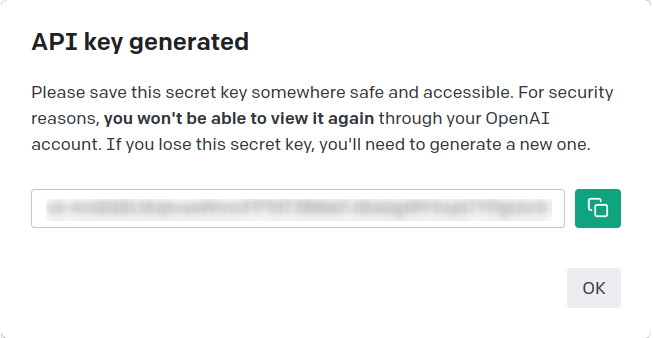 API key generated
Please save this secret key somewhere safe and accessible. For security
reasons, you won't be able to view it again through your OpenAI
account. If you lose this secret key, you'll need to generate a new one.
OK